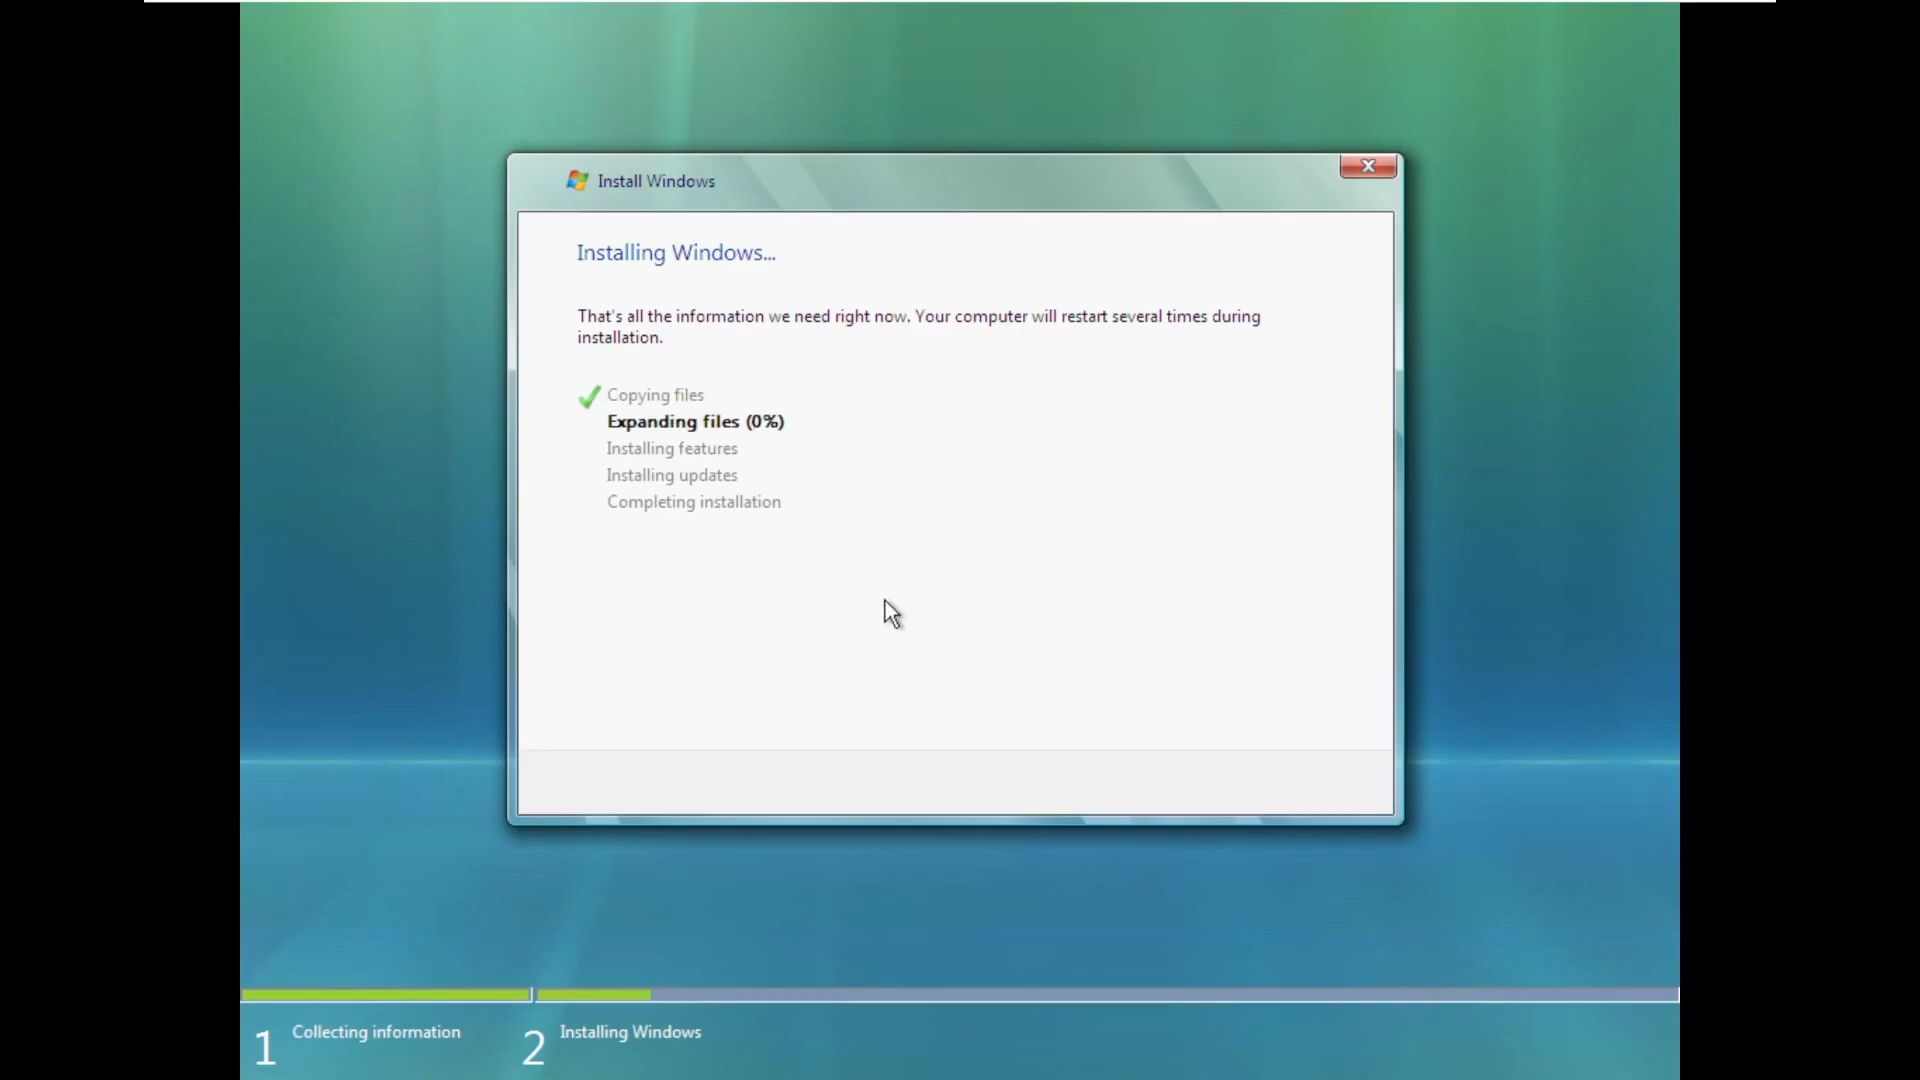 Install Windows
Installing Windows...
That's all the information we need right now. Your computer will restart several times during
installation.
Copying files
Expanding files (0%)
Installing features
Installing updates
Completing installation
1 Collecting information
2 Installing Windows